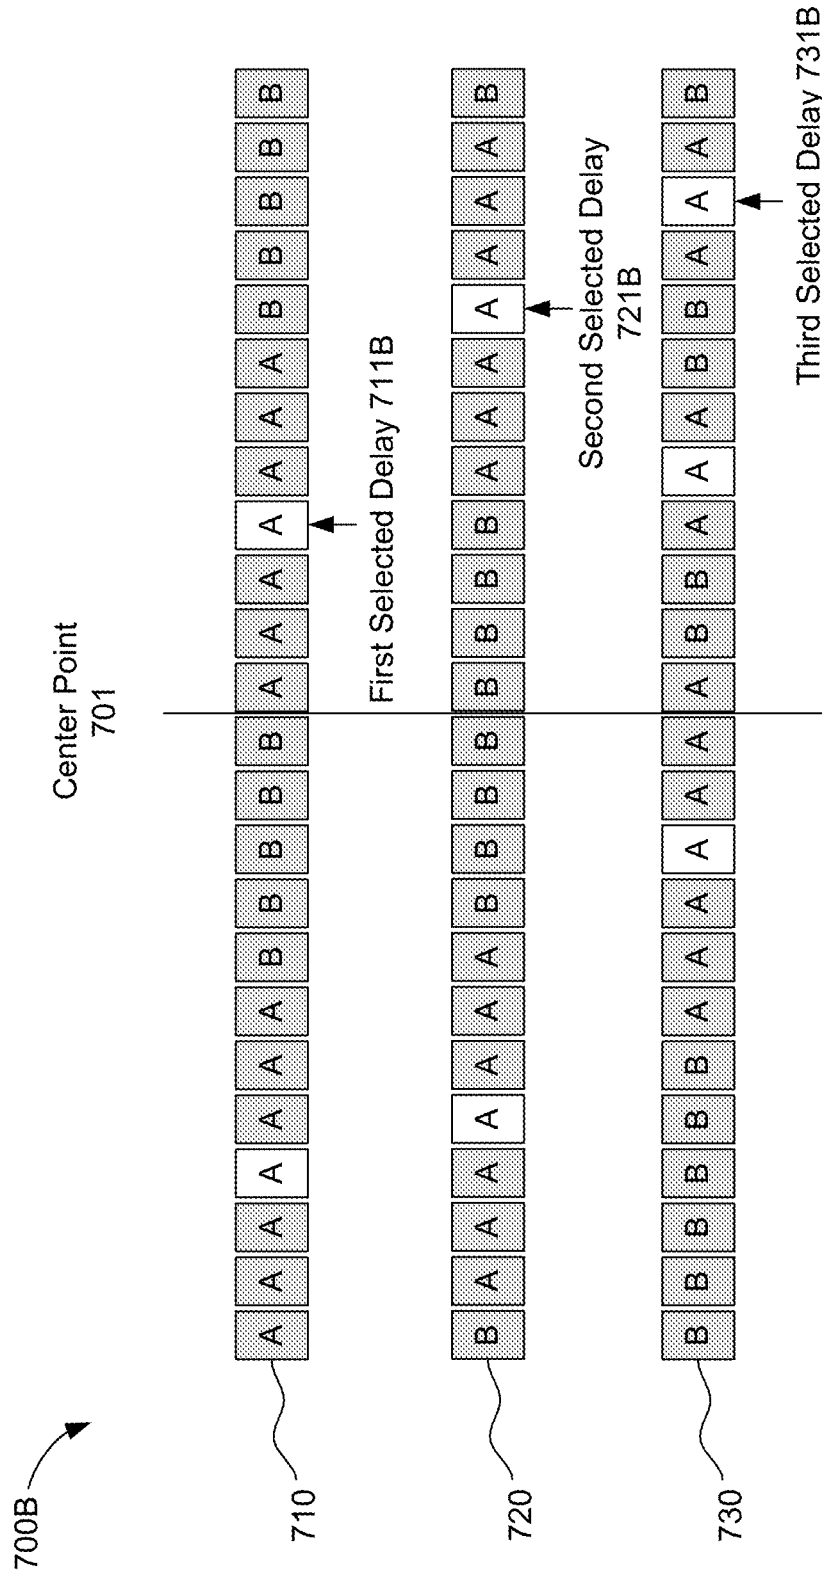 700B
Center Point
701
710
A A A A A A A B B B B B A A A A A A A B B B B B
First Selected Delay 711B
720
B A A A A A A A B B B B B B B B A A A A A A A B
Second Selected Delay
721B
730
B B B B B B A A A A A A A B B A A A B B A A A B
Third Selected Delay 731B